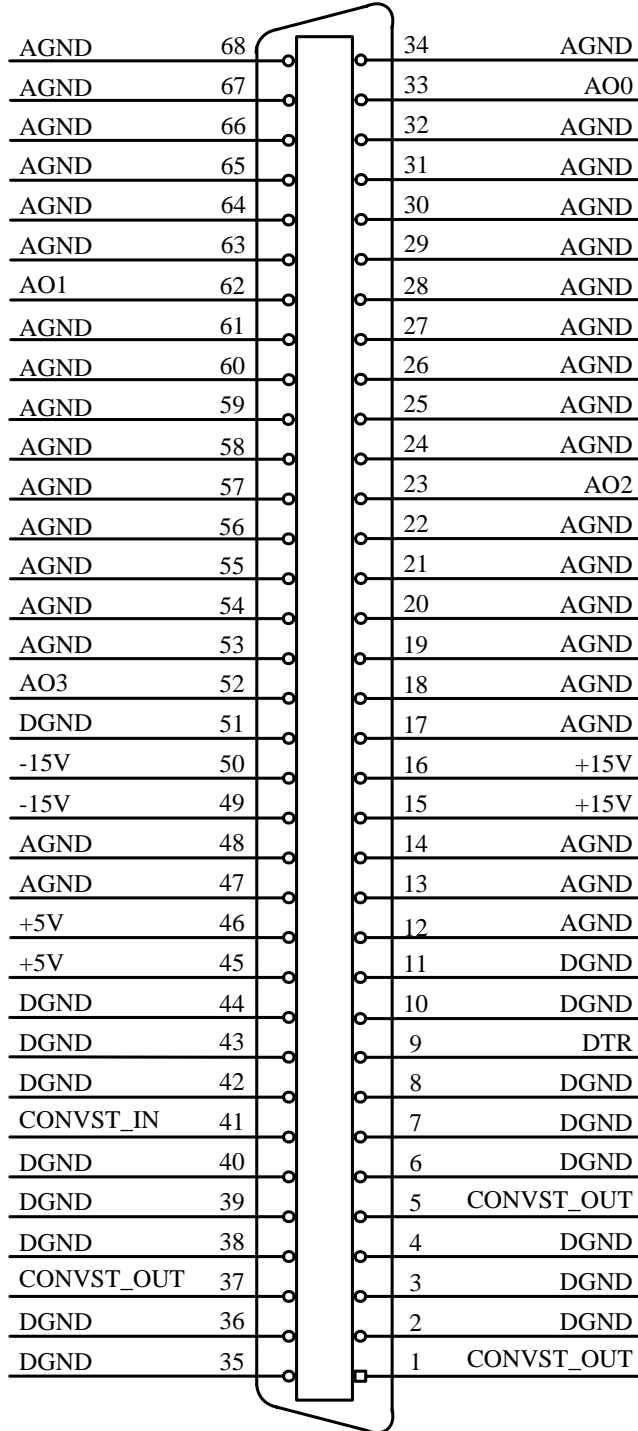 AGND 68 34 AGND
AGND 67 33 AO0
AGND 66 32 AGND
AGND 65 31 AGND
AGND 64 30 AGND
AGND 63 29 AGND
AO1 62 28 AGND
AGND 61 27 AGND
AGND 60 26 AGND
AGND 59 25 AGND
AGND 58 24 AGND
AGND 57 23 AO2
AGND 56 22 AGND
AGND 55 21 AGND
AGND 54 20 AGND
AGND 53 19 AGND
AO3 52 18 AGND
DGND 51 17 AGND
-15V 50 16 +15V
-15V 49 15 +15V
AGND 48 14 AGND
AGND 47 13 AGND
+5V 46 12 AGND
+5V 45 11 DGND
DGND 44 10 DGND
DGND 43 9 DTR
DGND 42 8 DGND
CONVST_IN 41 7 DGND
DGND 40 6 DGND
DGND 39 5 CONVST_OUT
DGND 38 4 DGND
CONVST_OUT 37 3 DGND
DGND 36 2 DGND
DGND 35 1 CONVST_OUT